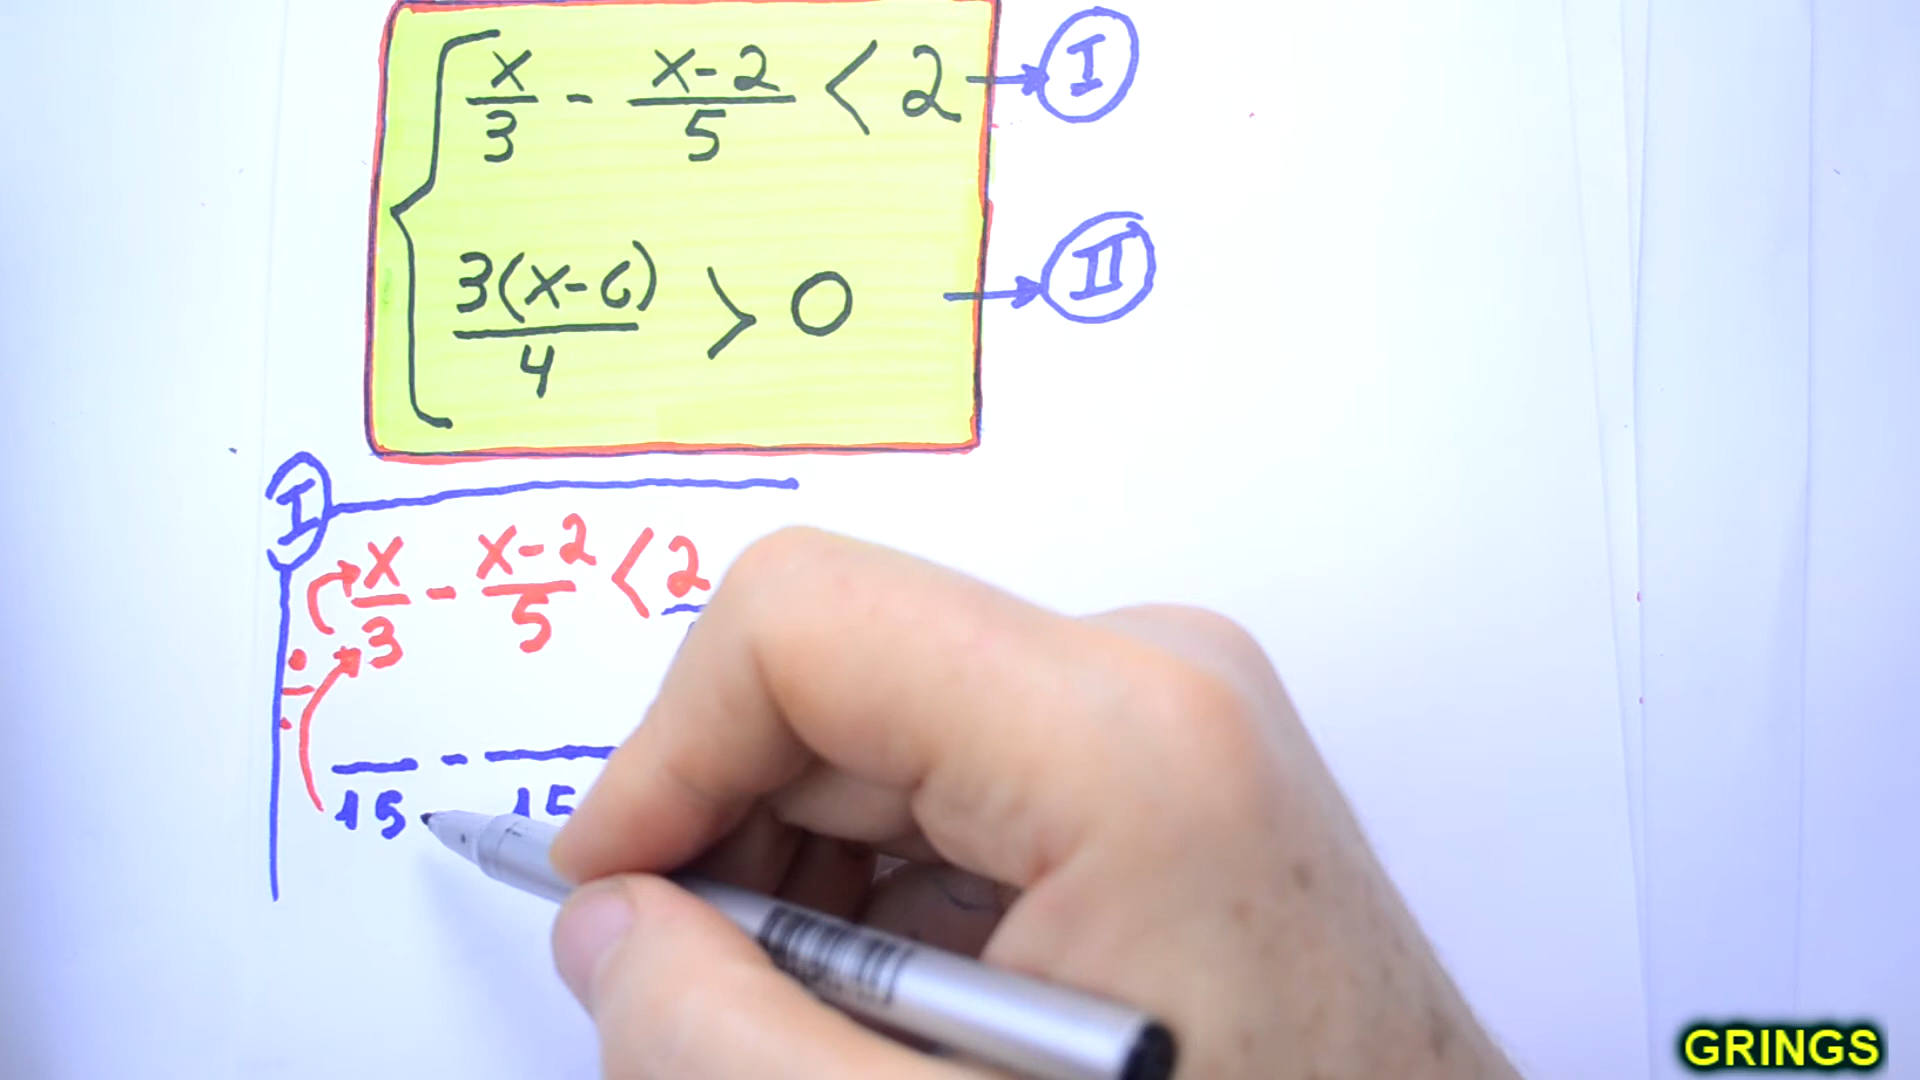 x/3 - x-2/5 < 2 → I
3(x-6)/4 > 0 → II
I
x/3 - x-2/5 < 2
÷
15 - 15
GRINGS